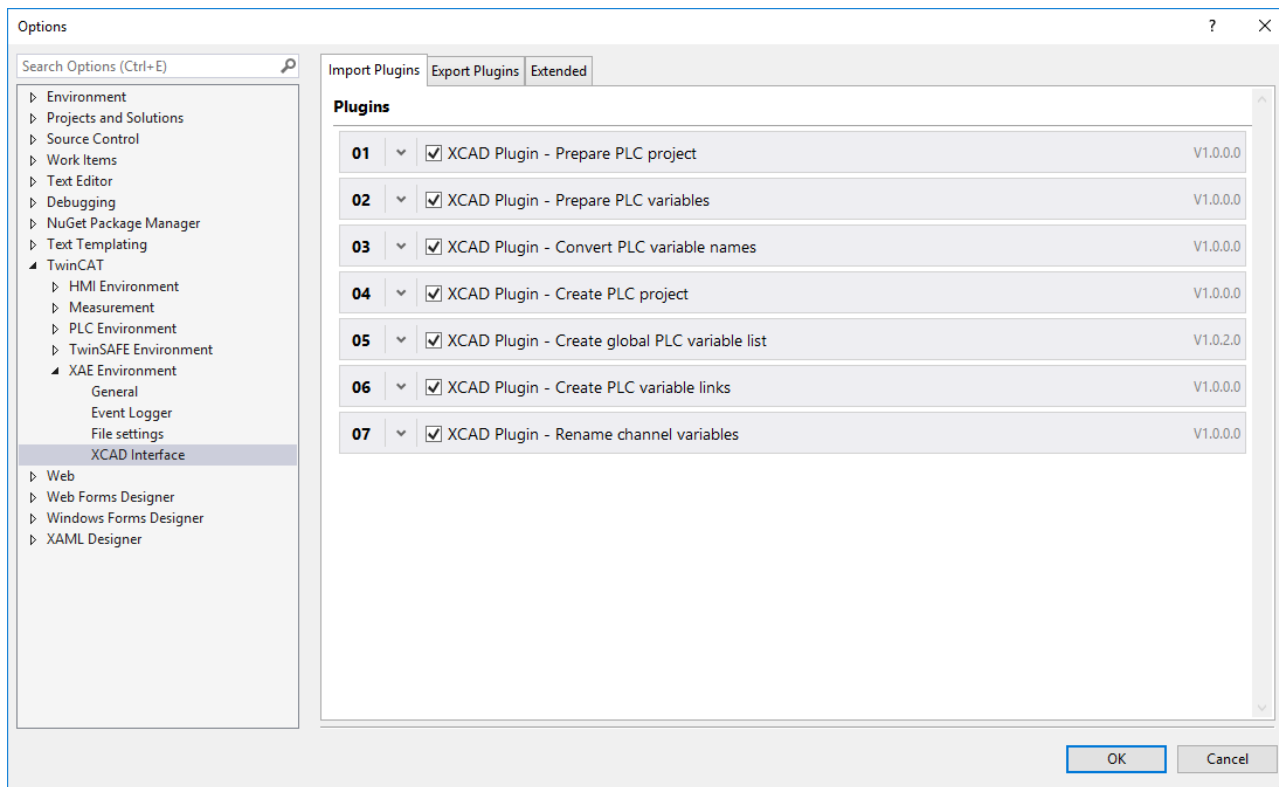 Options
?
Search Options (Ctrl+E)
Environment
Projects and Solutions
Source Control
Work Items
Text Editor
Debugging
NuGet Package Manager
Text Templating
TwinCAT
HMI Environment
Measurement
PLC Environment
TwinSAFE Environment
XAE Environment
General
Event Logger
File settings
XCAD Interface
Web
Web Forms Designer
Windows Forms Designer
XAML Designer
Import Plugins Export Plugins Extended
Plugins
01 XCAD Plugin - Prepare PLC project V1.0.0.0
02 XCAD Plugin - Prepare PLC variables V1.0.0.0
03 XCAD Plugin - Convert PLC variable names V1.0.0.0
04 XCAD Plugin - Create PLC project V1.0.0.0
05 XCAD Plugin - Create global PLC variable list V1.0.2.0
06 XCAD Plugin - Create PLC variable links V1.0.0.0
07 XCAD Plugin - Rename channel variables V1.0.0.0
OK Cancel